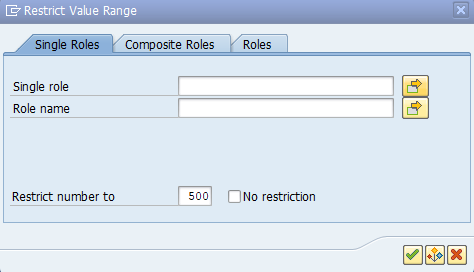 Restrict Value Range
Single Roles Composite Roles Roles
Single role
Role name
Restrict number to 500 No restriction